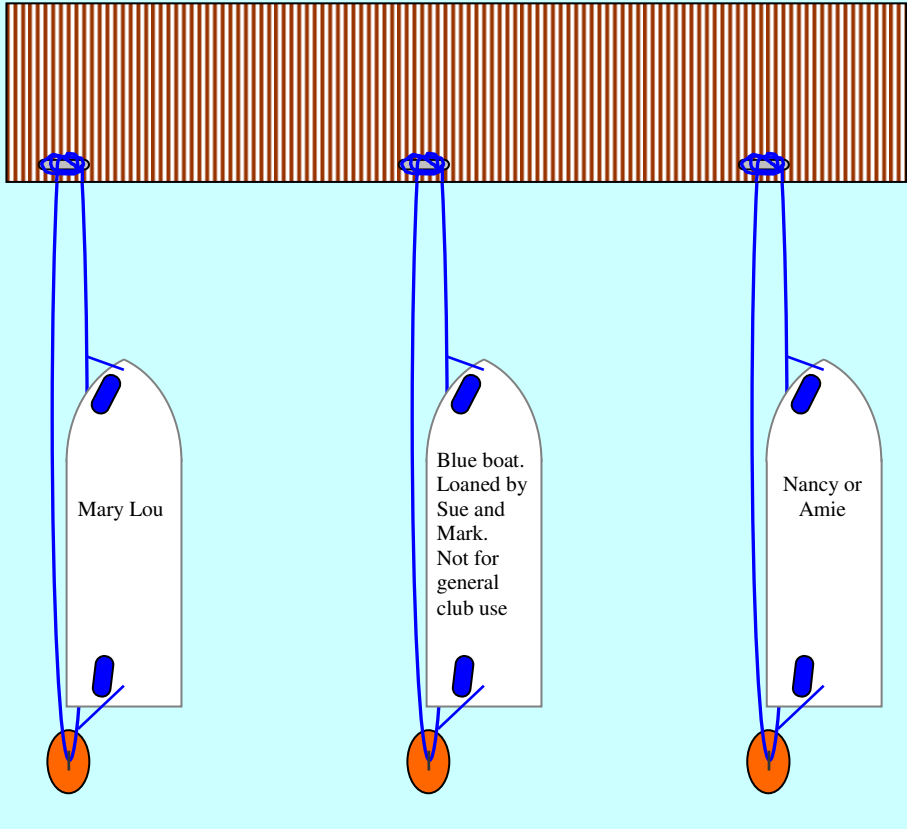 Mary Lou
Blue boat.
Loaned by
Sue and
Mark.
Not for
general
club use
Nancy or
Amie